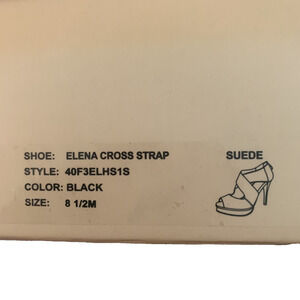 SHOE: ELENA CROSS STRAP SUEDE
STYLE: 40F3ELHS1S
COLOR: BLACK
SIZE: 8 1/2M